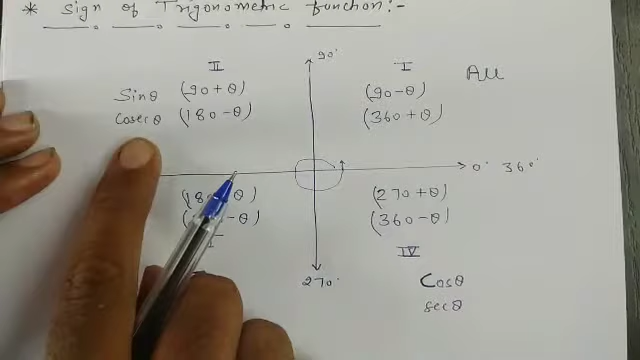 * Sign of Trigonometric function :-
90°
II
Sinθ (90+θ)
Cosecθ (180-θ)
I
(90-θ)
(360+θ)
All
0° 360°
(270+θ)
(360-θ)
IV
270°
Cosθ
secθ